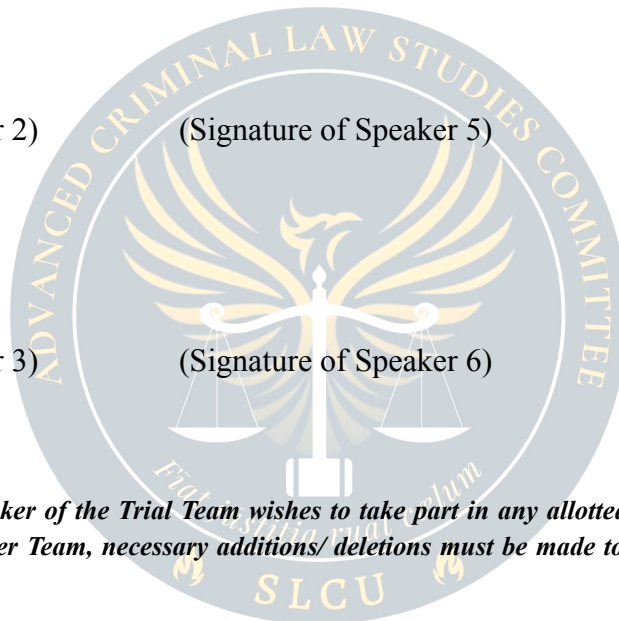 ADVANCED CRIMINAL LAW STUDIES COMMITTEE
r 2) (Signature of Speaker 5)
r 3) (Signature of Speaker 6)
Fiat iustitia ruat cælum
ker of the Trial Team wishes to take part in any allotted
er Team, necessary additions/ deletions must be made to
SLCU